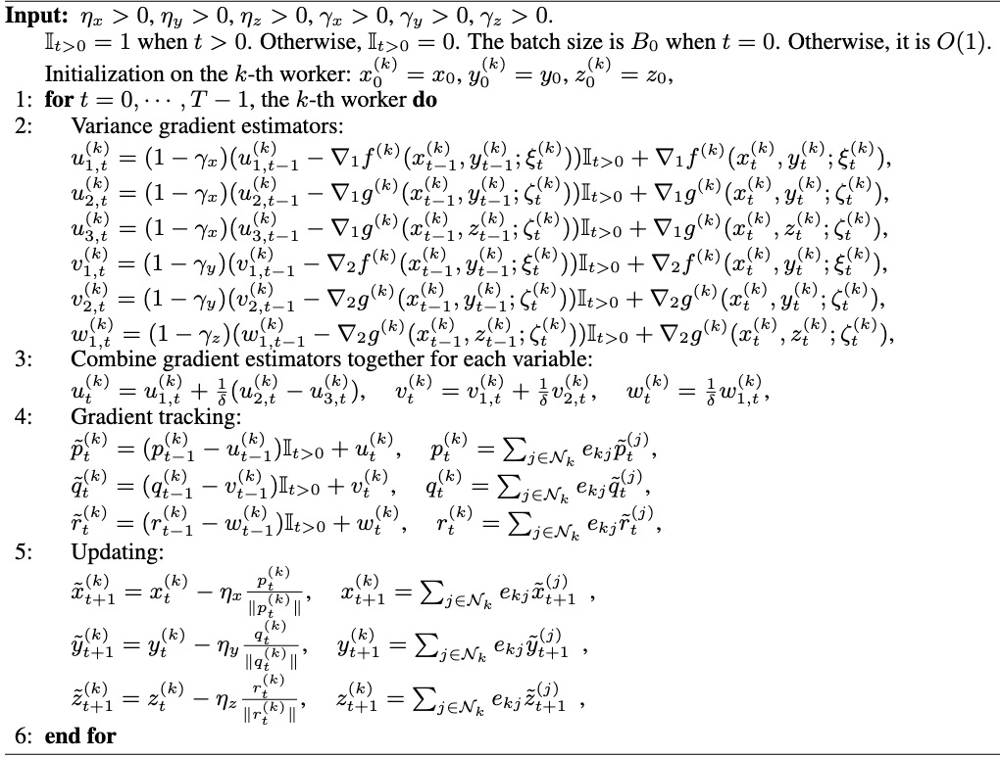 Input: $\eta_x > 0, \eta_y > 0, \eta_z > 0, \gamma_x > 0, \gamma_y > 0, \gamma_z > 0.$
$\mathbb{I}_{t>0} = 1$ when $t > 0$. Otherwise, $\mathbb{I}_{t>0} = 0$. The batch size is $B_0$ when $t = 0$. Otherwise, it is $O(1)$.
Initialization on the $k$-th worker: $x_0^{(k)} = x_0, y_0^{(k)} = y_0, z_0^{(k)} = z_0,$
1: for $t = 0, \cdots, T-1$, the $k$-th worker do
2: Variance gradient estimators:
$u_{1,t}^{(k)} = (1-\gamma_x)(u_{1,t-1}^{(k)} - \nabla_1 f^{(k)}(x_{t-1}^{(k)}, y_{t-1}^{(k)}; \xi_t^{(k)}))\mathbb{I}_{t>0} + \nabla_1 f^{(k)}(x_t^{(k)}, y_t^{(k)}; \xi_t^{(k)}),$
$u_{2,t}^{(k)} = (1-\gamma_x)(u_{2,t-1}^{(k)} - \nabla_1 g^{(k)}(x_{t-1}^{(k)}, y_{t-1}^{(k)}; \zeta_t^{(k)}))\mathbb{I}_{t>0} + \nabla_1 g^{(k)}(x_t^{(k)}, y_t^{(k)}; \zeta_t^{(k)}),$
$u_{3,t}^{(k)} = (1-\gamma_x)(u_{3,t-1}^{(k)} - \nabla_1 g^{(k)}(x_{t-1}^{(k)}, z_{t-1}^{(k)}; \zeta_t^{(k)}))\mathbb{I}_{t>0} + \nabla_1 g^{(k)}(x_t^{(k)}, z_t^{(k)}; \zeta_t^{(k)}),$
$v_{1,t}^{(k)} = (1-\gamma_y)(v_{1,t-1}^{(k)} - \nabla_2 f^{(k)}(x_{t-1}^{(k)}, y_{t-1}^{(k)}; \xi_t^{(k)}))\mathbb{I}_{t>0} + \nabla_2 f^{(k)}(x_t^{(k)}, y_t^{(k)}; \xi_t^{(k)}),$
$v_{2,t}^{(k)} = (1-\gamma_y)(v_{2,t-1}^{(k)} - \nabla_2 g^{(k)}(x_{t-1}^{(k)}, y_{t-1}^{(k)}; \zeta_t^{(k)}))\mathbb{I}_{t>0} + \nabla_2 g^{(k)}(x_t^{(k)}, y_t^{(k)}; \zeta_t^{(k)}),$
$w_{1,t}^{(k)} = (1-\gamma_z)(w_{1,t-1}^{(k)} - \nabla_2 g^{(k)}(x_{t-1}^{(k)}, z_{t-1}^{(k)}; \zeta_t^{(k)}))\mathbb{I}_{t>0} + \nabla_2 g^{(k)}(x_t^{(k)}, z_t^{(k)}; \zeta_t^{(k)}),$
3: Combine gradient estimators together for each variable:
$u_t^{(k)} = u_{1,t}^{(k)} + \frac{1}{\delta}(u_{2,t}^{(k)} - u_{3,t}^{(k)}), \quad v_t^{(k)} = v_{1,t}^{(k)} + \frac{1}{\delta}v_{2,t}^{(k)}, \quad w_t^{(k)} = \frac{1}{\delta}w_{1,t}^{(k)},$
4: Gradient tracking:
$\tilde{p}_t^{(k)} = (p_{t-1}^{(k)} - u_{t-1}^{(k)})\mathbb{I}_{t>0} + u_t^{(k)}, \quad p_t^{(k)} = \sum_{j \in \mathcal{N}_k} e_{kj}\tilde{p}_t^{(j)},$
$\tilde{q}_t^{(k)} = (q_{t-1}^{(k)} - v_{t-1}^{(k)})\mathbb{I}_{t>0} + v_t^{(k)}, \quad q_t^{(k)} = \sum_{j \in \mathcal{N}_k} e_{kj}\tilde{q}_t^{(j)},$
$\tilde{r}_t^{(k)} = (r_{t-1}^{(k)} - w_{t-1}^{(k)})\mathbb{I}_{t>0} + w_t^{(k)}, \quad r_t^{(k)} = \sum_{j \in \mathcal{N}_k} e_{kj}\tilde{r}_t^{(j)},$
5: Updating:
$\tilde{x}_{t+1}^{(k)} = x_t^{(k)} - \eta_x \frac{p_t^{(k)}}{\|p_t^{(k)}\|}, \quad x_{t+1}^{(k)} = \sum_{j \in \mathcal{N}_k} e_{kj}\tilde{x}_{t+1}^{(j)} ,$
$\tilde{y}_{t+1}^{(k)} = y_t^{(k)} - \eta_y \frac{q_t^{(k)}}{\|q_t^{(k)}\|}, \quad y_{t+1}^{(k)} = \sum_{j \in \mathcal{N}_k} e_{kj}\tilde{y}_{t+1}^{(j)} ,$
$\tilde{z}_{t+1}^{(k)} = z_t^{(k)} - \eta_z \frac{r_t^{(k)}}{\|r_t^{(k)}\|}, \quad z_{t+1}^{(k)} = \sum_{j \in \mathcal{N}_k} e_{kj}\tilde{z}_{t+1}^{(j)} ,$
6: end for